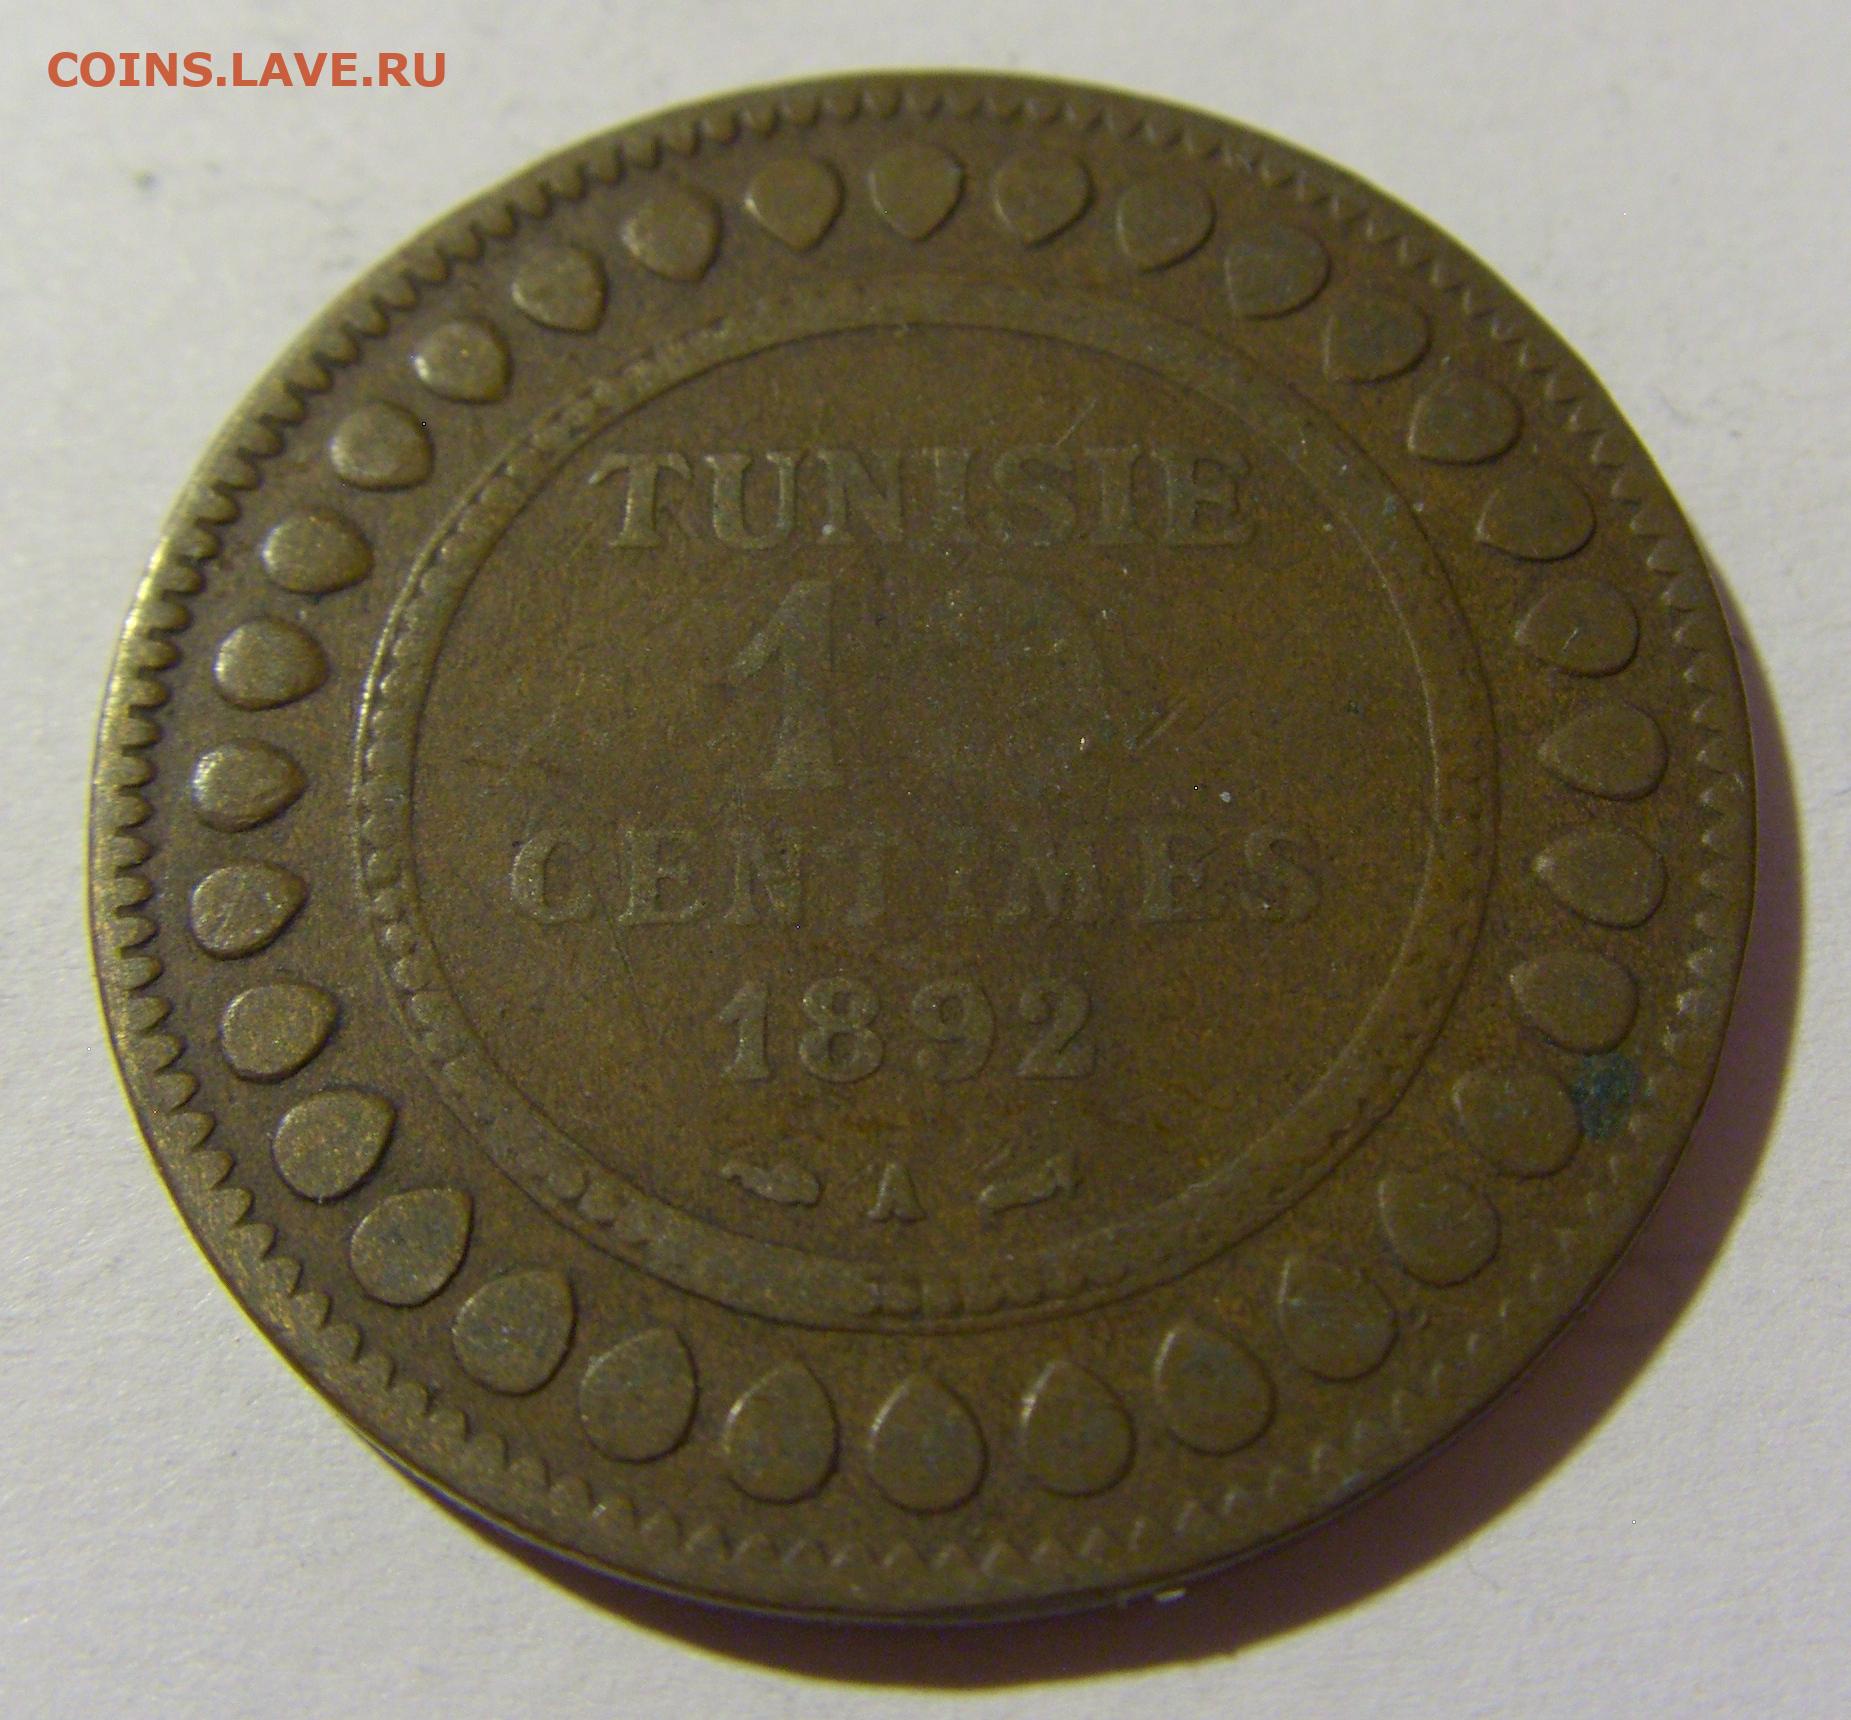 COINS.LAVE.RU
TUNISIE
10
CENTIMES
1892
A